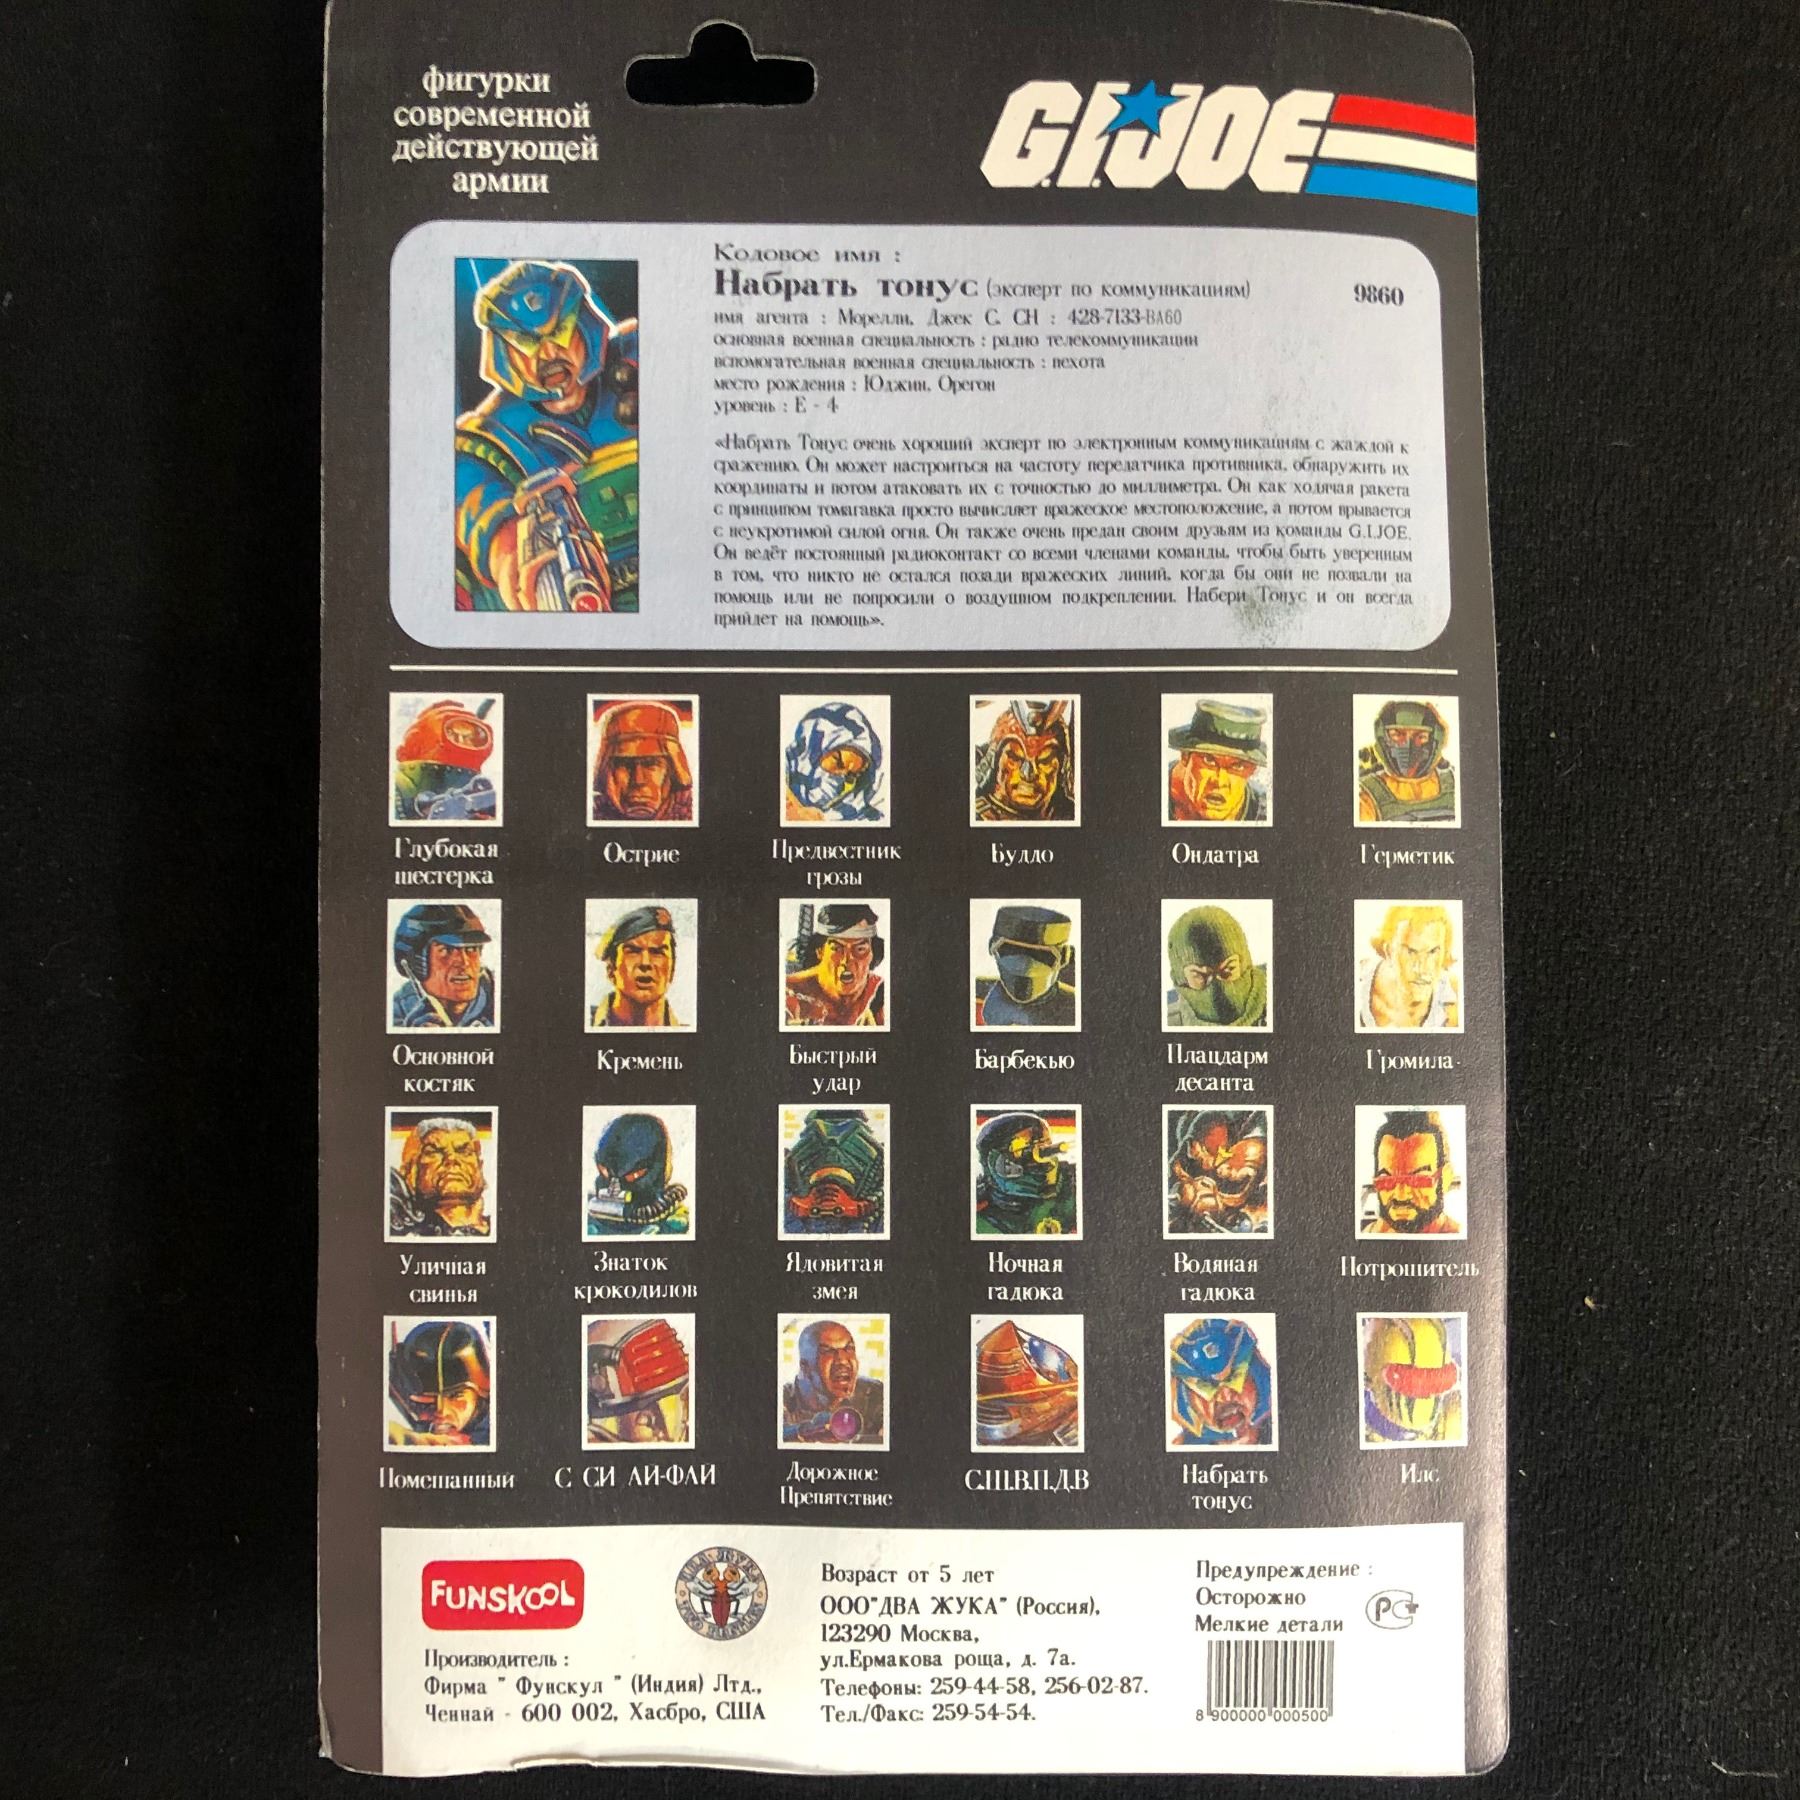 фигурки
современной
действующей
армии
G.I.JOE
Кодовое имя :
Набрать тонус (эксперт по коммуникациям)
9860
имя агента : Морелли, Джек С. СН : 428-7133-BA60
основная военная специальность : радио телекоммуникации
вспомогательная военная специальность : пехота
место рождения : Юджин, Орегон
уровень : Е - 4
«Набрать Тонус очень хороший эксперт по электронным коммуникациям с жаждой к
сражению. Он может настроиться на частоту передатчика противника, обнаружить их
координаты и потом атаковать их с точностью до миллиметра. Он как ходячая ракета
с принципом томагавка просто вычисляет вражеское местоположение, а потом врывается
с неукротимой силой огня. Он также очень предан своим друзьям из команды G.I.JOE.
Он ведёт постоянный радиоконтакт со всеми членами команды, чтобы быть уверенным
в том, что никто не остался позади вражеских линий, когда бы они не позвали на
помощь или не попросили о воздушном подкреплении. Набери Тонус и он всегда
прийдет на помощь».
Глубокая
шестерка
Острие
Предвестник
грозы
Будло
Ондатра
Герметик
Основной
костяк
Кремень
Быстрый
удар
Барбекью
Плацдарм
десанта
Громила
Уличная
свинья
Знаток
крокодилов
Ядовитая
змея
Ночная
гадюка
Водяная
гадюка
Потрошитель
Помешанный
С СИ АЙ-ФАЙ
Дорожное
Препятствие
С.Ш.В.П.Д.В
Набрать
тонус
Илс
FUNSKOOL
Производитель :
Фирма " Фунскул " (Индия) Лтд.,
Ченнай - 600 002, Хасбро, США
Возраст от 5 лет
ООО"ДВА ЖУКА" (Россия),
123290 Москва,
ул.Ермакова роща, д. 7а.
Телефоны: 259-44-58, 256-02-87.
Тел./Факс: 259-54-54.
Предупреждение :
Осторожно
Мелкие детали
РСТ
8 900000 000500